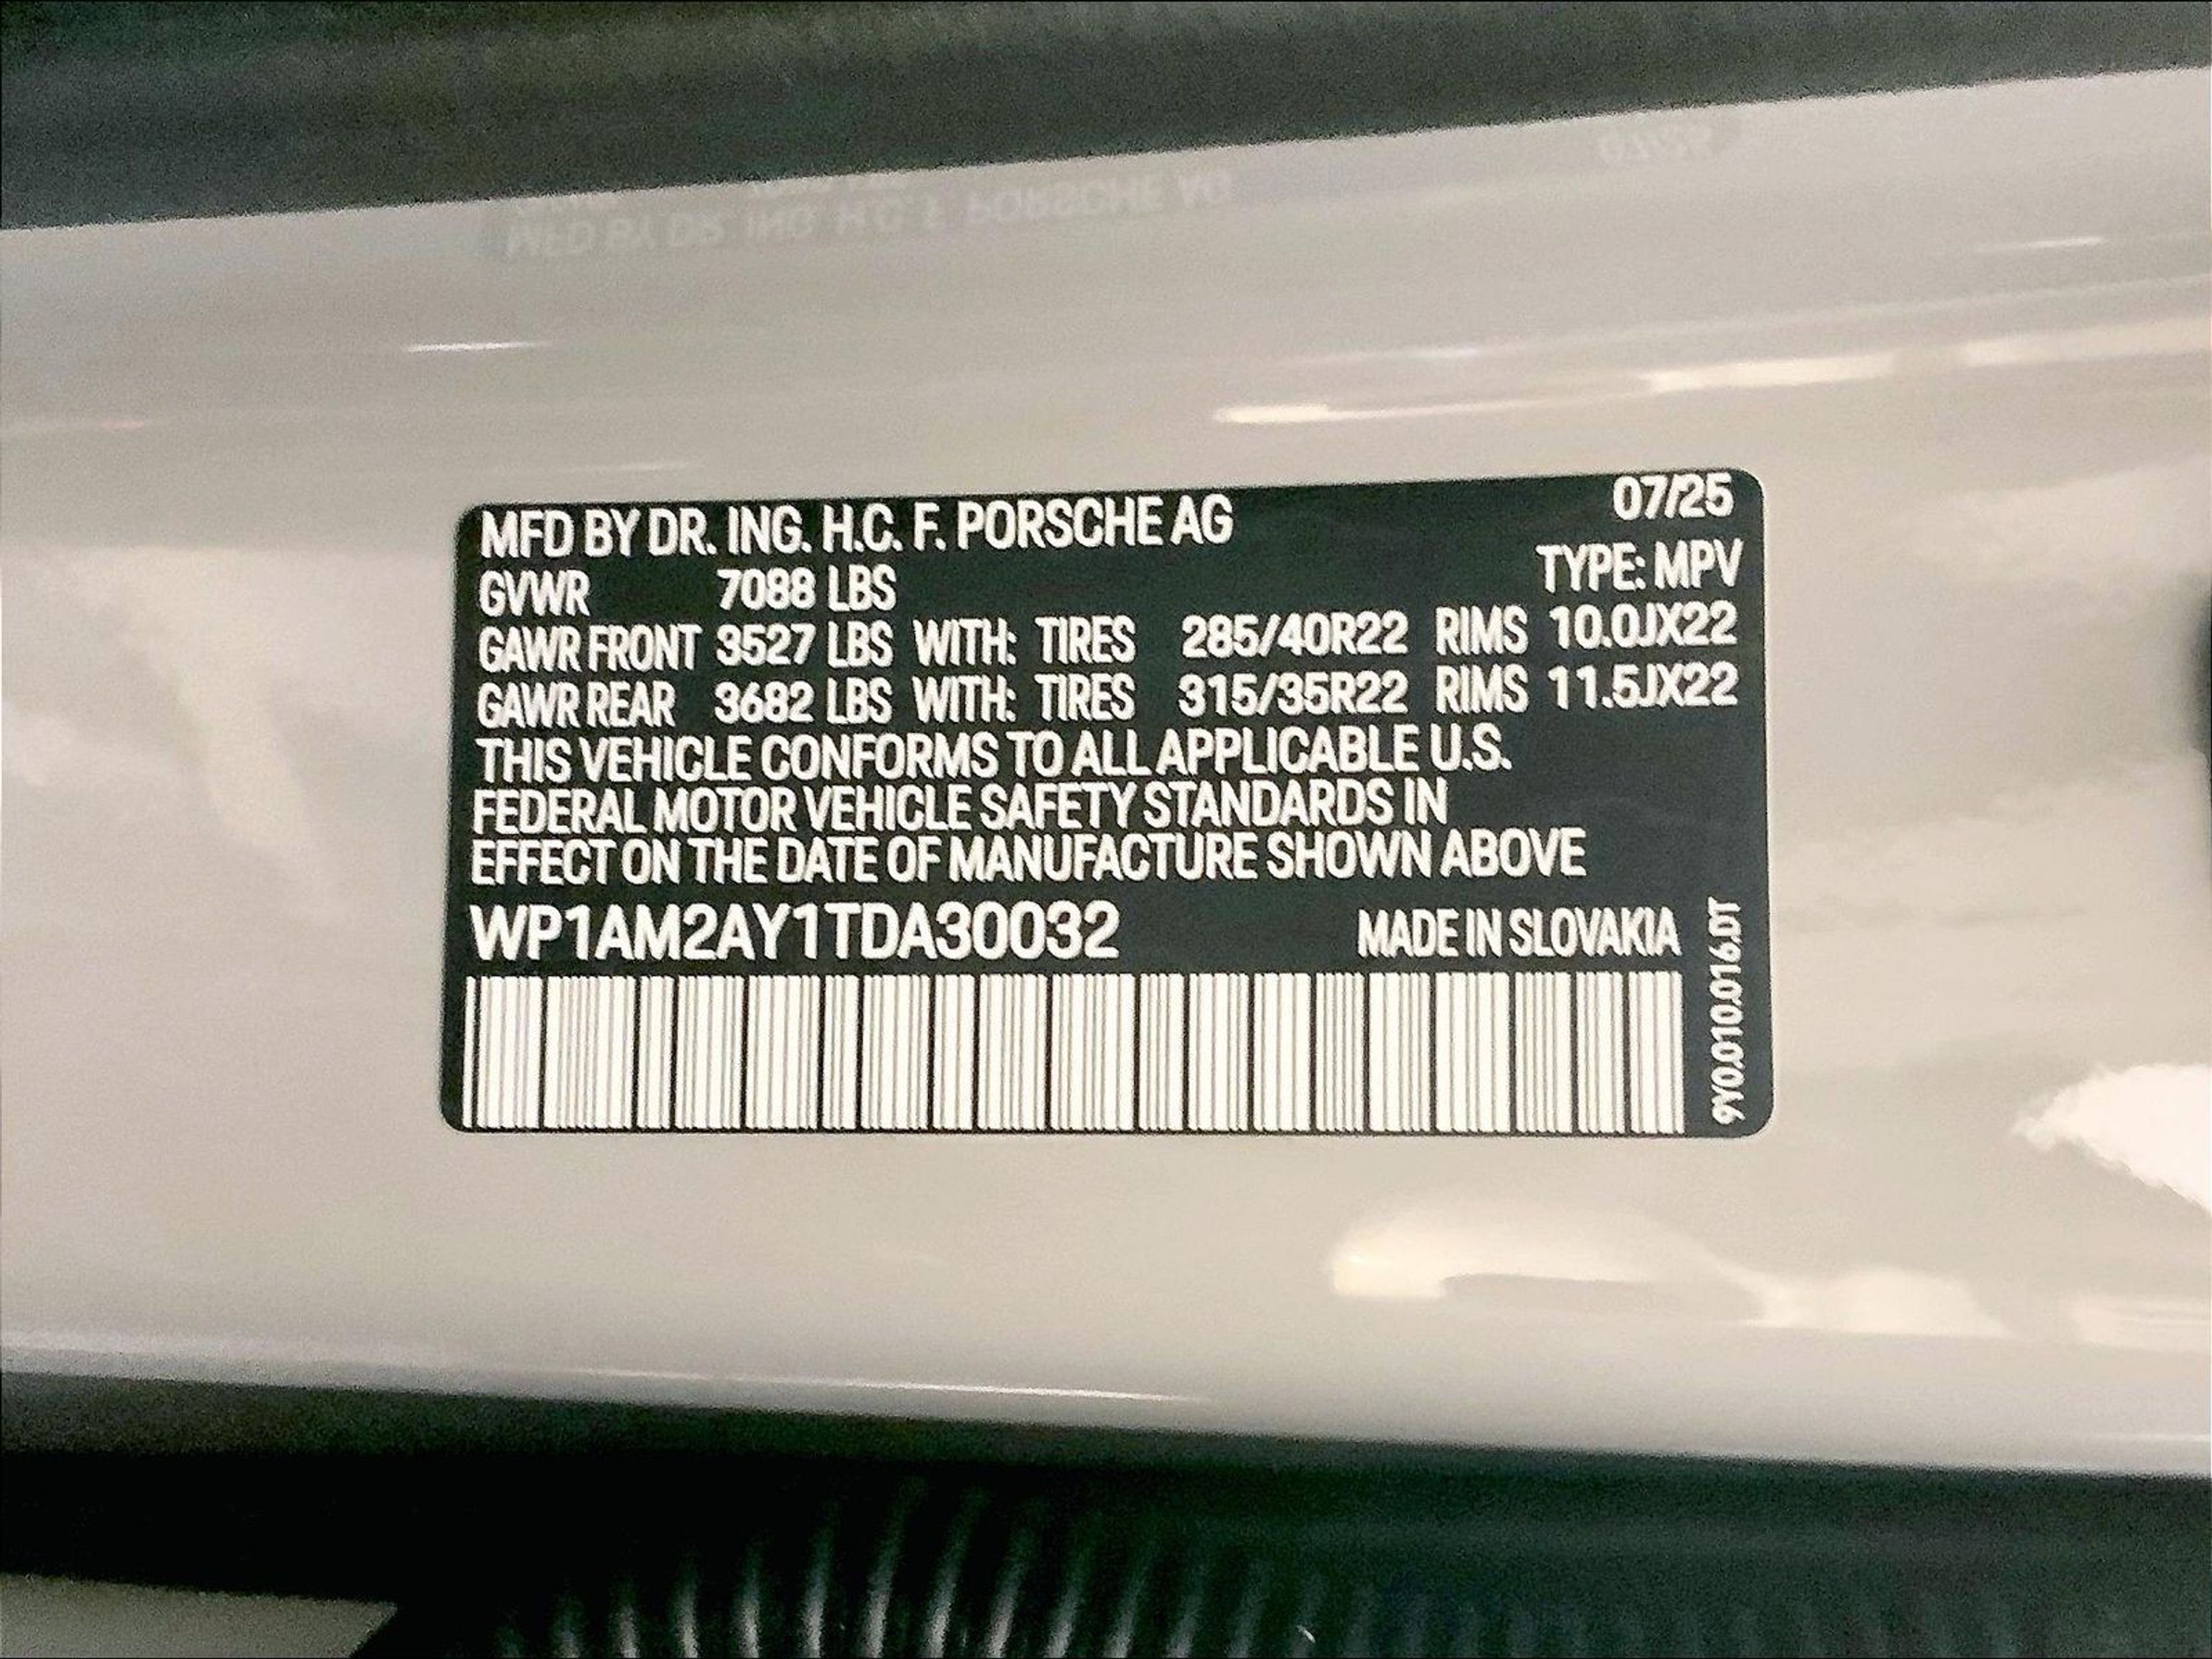 MFD BY DR. ING. H.C. F. PORSCHE AG 07/25
TYPE: MPV
GVWR 7088 LBS
GAWR FRONT 3527 LBS WITH: TIRES 285/40R22 RIMS 10.0JX22
GAWR REAR 3682 LBS WITH: TIRES 315/35R22 RIMS 11.5JX22
THIS VEHICLE CONFORMS TO ALL APPLICABLE U.S.
FEDERAL MOTOR VEHICLE SAFETY STANDARDS IN
EFFECT ON THE DATE OF MANUFACTURE SHOWN ABOVE
WP1AM2AY1TDA30032 MADE IN SLOVAKIA
9Y0.010.016.DT